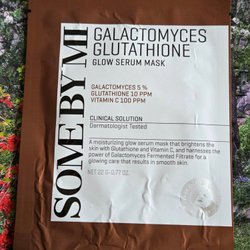 SOME BY MI
GALACTOMYCES
GLUTATHIONE
GLOW SERUM MASK
GALACTOMYCES 5 %
GLUTATHIONE 10 PPM
VITAMIN C 100 PPM
CLINICAL SOLUTION
Dermatologist Tested
A moisturizing glow serum mask that brightens the
skin with Glutathione and Vitamin C, and harnesses the
power of Galactomyces Fermented Filtrate for a
glowing care that results in smooth skin.
NET 22 G-0.77 OZ.